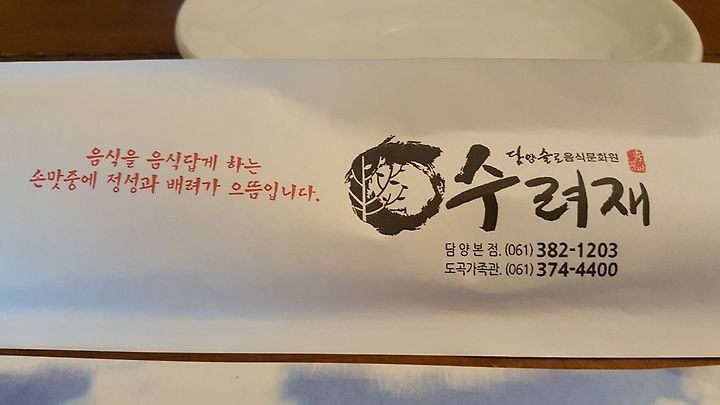 음식을 음식답게 하는
손맛중에 정성과 배려가 으뜸입니다.
담양슬로음식문화원
수려재
담양본점. (061) 382-1203
도곡가족관. (061) 374-4400